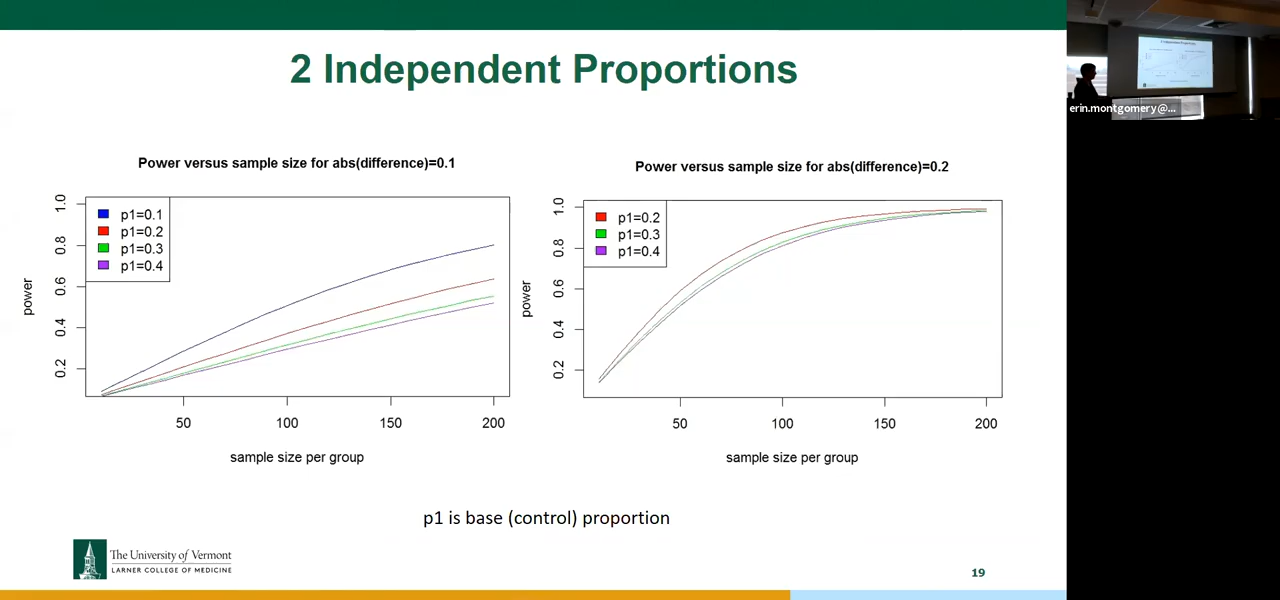 2 Independent Proportions
Power versus sample size for abs(difference)=0.1
p1=0.1
p1=0.2
p1=0.3
p1=0.4
power
0.2
0.4
0.6
0.8
1.0
50
100
150
200
sample size per group
Power versus sample size for abs(difference)=0.2
p1=0.2
p1=0.3
p1=0.4
power
0.2
0.4
0.6
0.8
1.0
50
100
150
200
sample size per group
p1 is base (control) proportion
The University of Vermont
LARNER COLLEGE OF MEDICINE
19
erin.montgomery@...
2 Independent Proportions